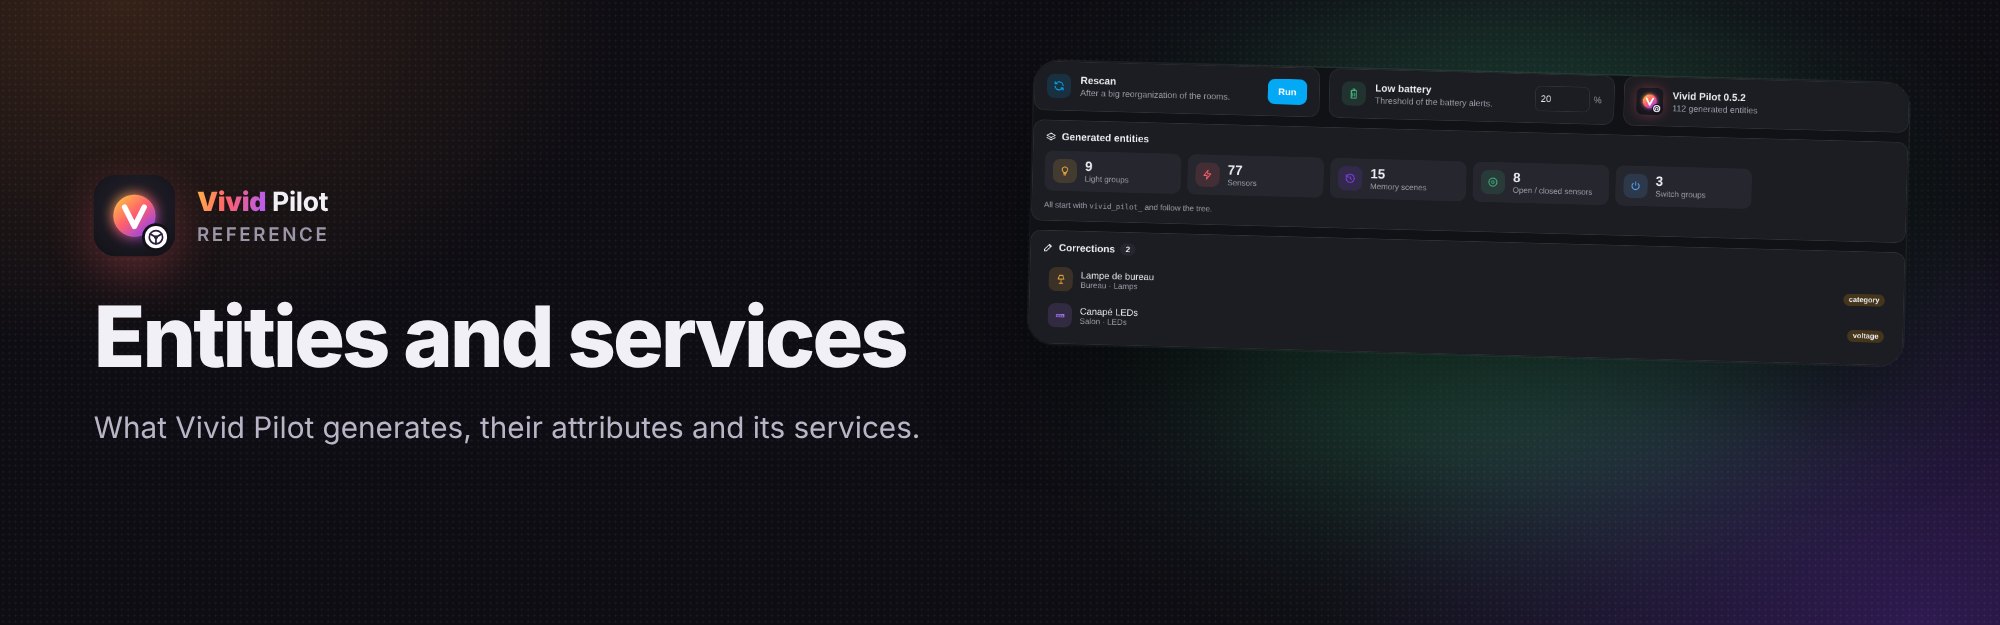 Vivid Pilot
REFERENCE
Entities and services
What Vivid Pilot generates, their attributes and its services.
Rescan
After a big reorganization of the rooms.
Run
Low battery
Threshold of the battery alerts.
20 %
Vivid Pilot 0.5.2
112 generated entities
Generated entities
9
Light groups
77
Sensors
15
Memory scenes
8
Open / closed sensors
3
Switch groups
All start with vivid_pilot_ and follow the tree.
Corrections 2
Lampe de bureau
Bureau · Lamps
category
Canapé LEDs
Salon · LEDs
voltage